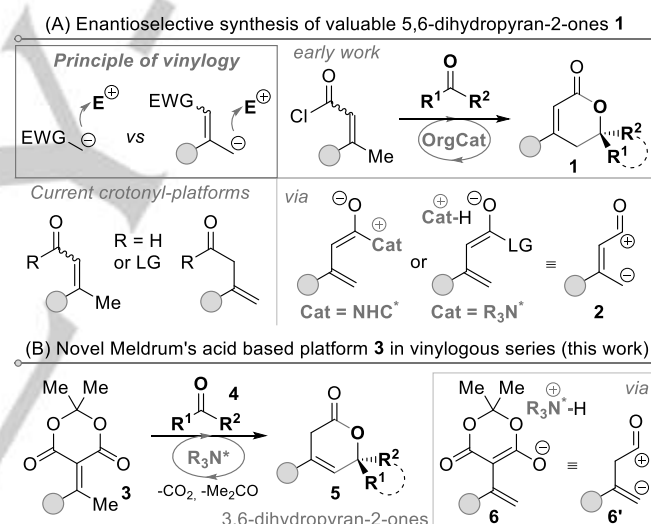 (A) Enantioselective synthesis of valuable 5,6-dihydropyran-2-ones 1
Principle of vinylogy
EWG
⊖
E⊕
vs
EWG
⊖
E⊕
early work
O
Cl
Me
O
R1 R2
OrgCat
O
O
R2
R1
1
Current crotonyl-platforms
O
R
Me
R = H
or LG
O
R
via
⊖
O
⊕
Cat
Cat = NHC*
or
⊕
Cat-H
⊖
O
LG
Cat = R3N*
≡
O
⊕
⊖
2
(B) Novel Meldrum's acid based platform 3 in vinylogous series (this work)
Me Me
O O
O O
Me
3
O 4
R1 R2
R3N*
-CO2, -Me2CO
O
O
R2
R1
5
3,6-dihydropyran-2-ones
via
Me Me
⊕
R3N*-H
O O
O O
⊖
6
≡
O
⊕
⊖
6'